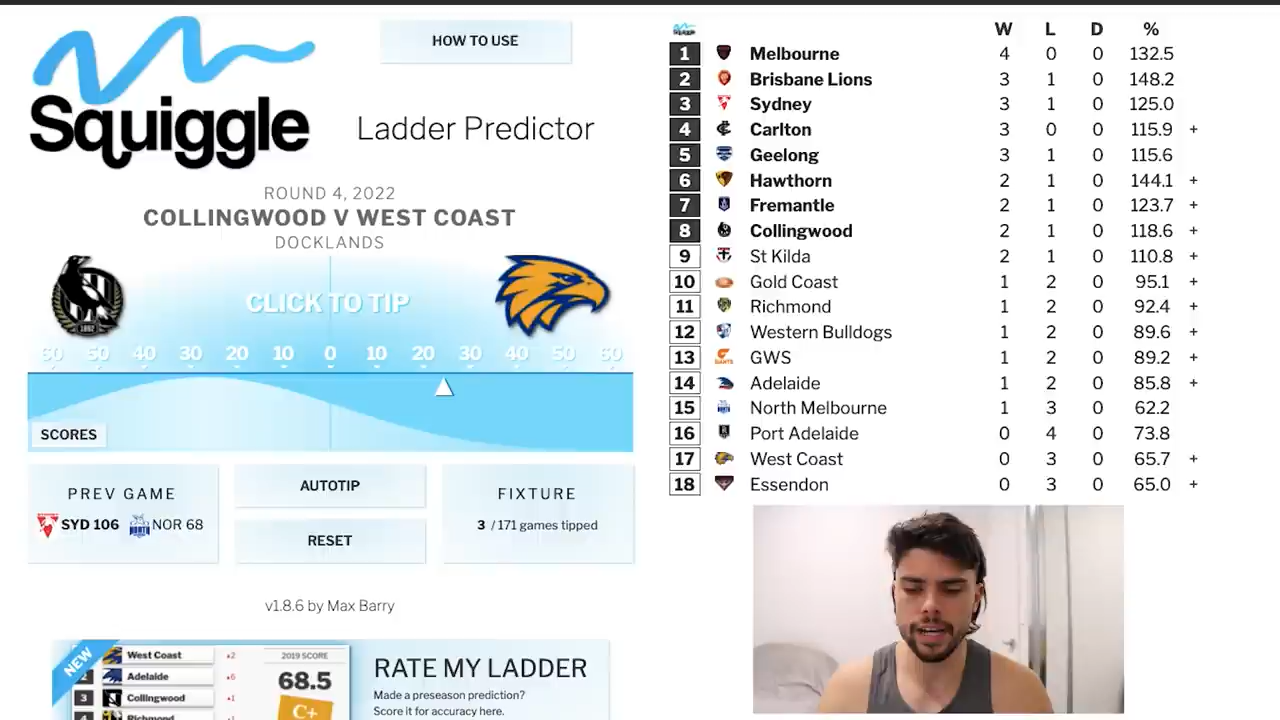 Squiggle
HOW TO USE
Ladder Predictor
ROUND 4, 2022
COLLINGWOOD V WEST COAST
DOCKLANDS
CLICK TO TIP
60 50 40 30 20 10 0 10 20 30 40 50 60
SCORES
PREV GAME
SYD 106 NOR 68
AUTOTIP
RESET
FIXTURE
3 / 171 games tipped
v1.8.6 by Max Barry
NEW
West Coast +2
Adelaide
3 Collingwood
Richmond
2019 SCORE
68.5
C+
RATE MY LADDER
Made a preseason prediction?
Score it for accuracy here.
W L D %
1 Melbourne 4 0 0 132.5
2 Brisbane Lions 3 1 0 148.2
3 Sydney 3 1 0 125.0
4 Carlton 3 0 0 115.9 +
5 Geelong 3 1 0 115.6
6 Hawthorn 2 1 0 144.1 +
7 Fremantle 2 1 0 123.7 +
8 Collingwood 2 1 0 118.6 +
9 St Kilda 2 1 0 110.8 +
10 Gold Coast 1 2 0 95.1 +
11 Richmond 1 2 0 92.4 +
12 Western Bulldogs 1 2 0 89.6 +
13 GWS 1 2 0 89.2 +
14 Adelaide 1 2 0 85.8 +
15 North Melbourne 1 3 0 62.2
16 Port Adelaide 0 4 0 73.8
17 West Coast 0 3 0 65.7 +
18 Essendon 0 3 0 65.0 +